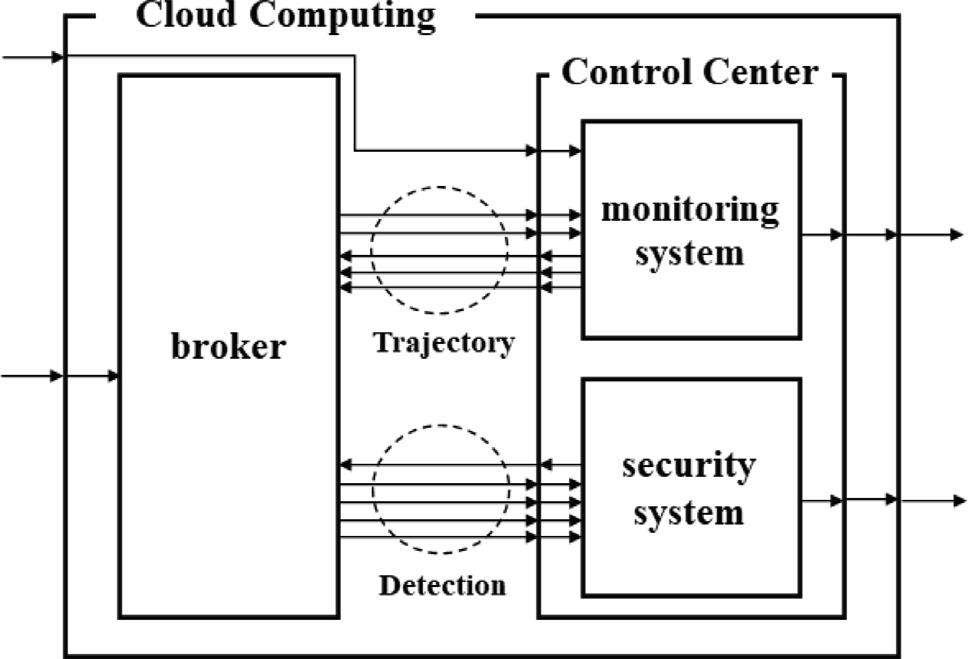 Cloud Computing
Control Center
monitoring
system
Trajectory
broker
security
system
Detection